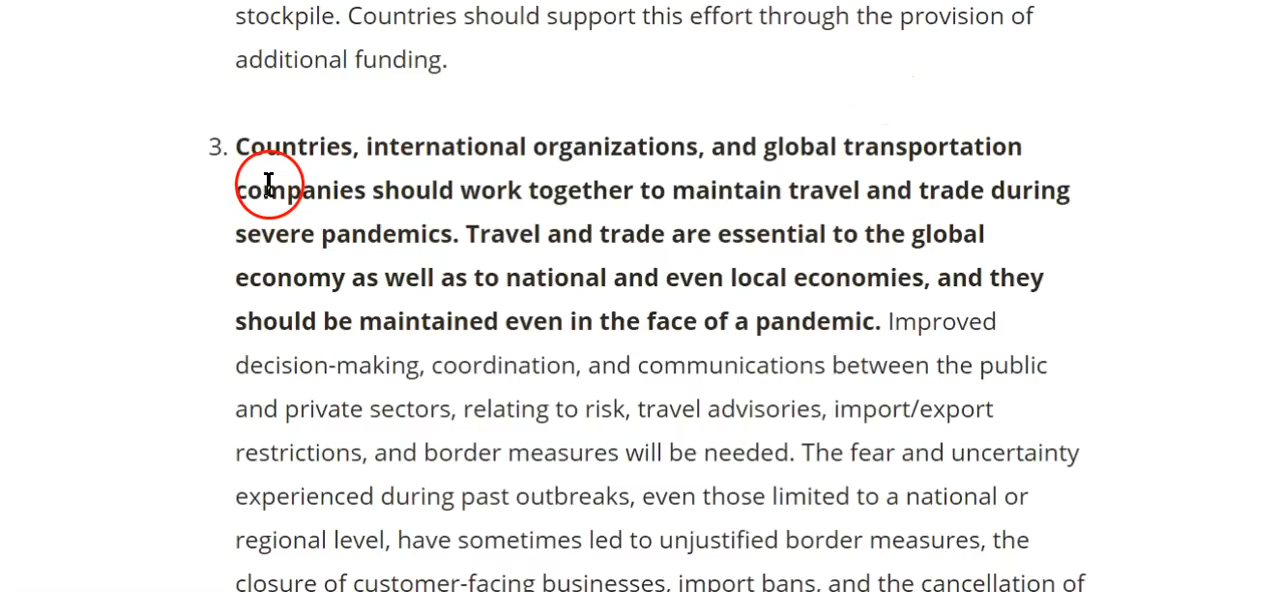 stockpile. Countries should support this effort through the provision of
additional funding.
3. Countries, international organizations, and global transportation
companies should work together to maintain travel and trade during
severe pandemics. Travel and trade are essential to the global
economy as well as to national and even local economies, and they
should be maintained even in the face of a pandemic. Improved
decision-making, coordination, and communications between the public
and private sectors, relating to risk, travel advisories, import/export
restrictions, and border measures will be needed. The fear and uncertainty
experienced during past outbreaks, even those limited to a national or
regional level, have sometimes led to unjustified border measures, the
closure of customer-facing businesses, import bans, and the cancellation of